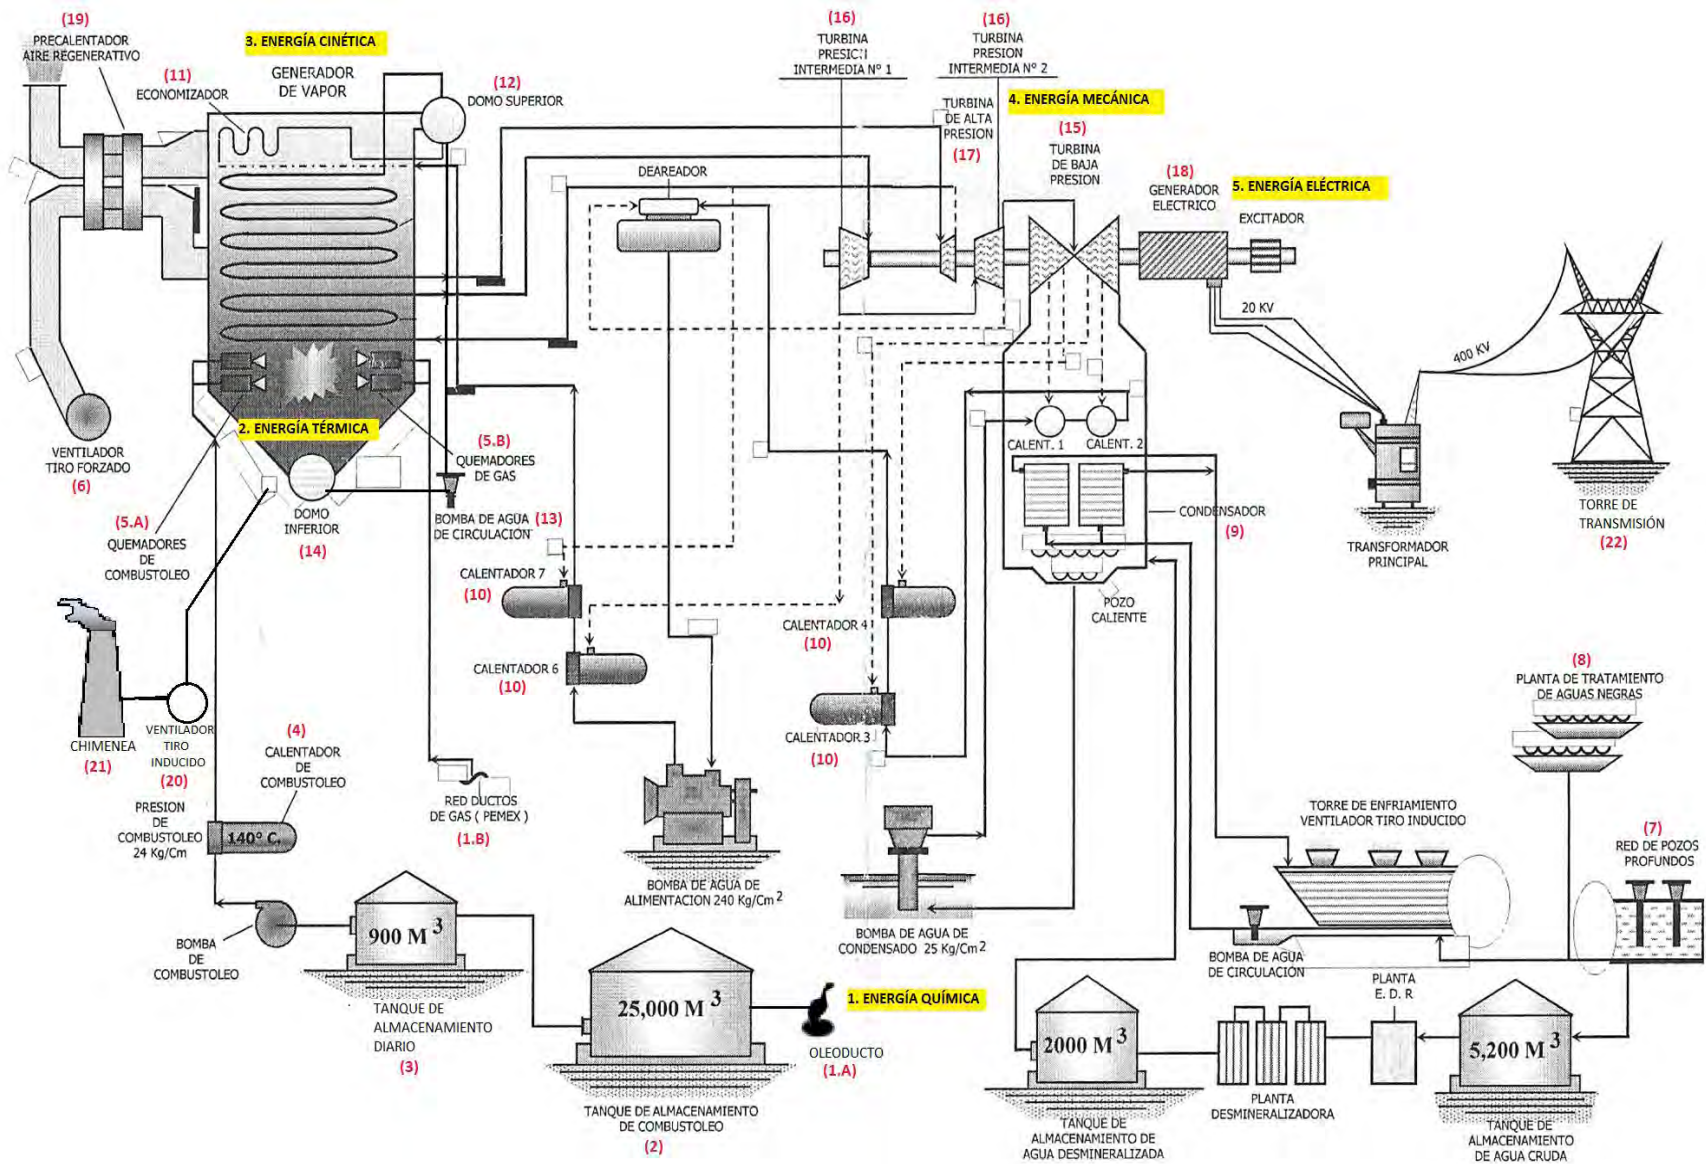 (19)
PRECALENTADOR
AIRE REGENERATIVO
3. ENERGÍA CINÉTICA
GENERADOR
DE VAPOR
(11)
ECONOMIZADOR
(12)
DOMO SUPERIOR
(16)
TURBINA
INTERMEDIA Nº 1
(16)
TURBINA
PRESION
INTERMEDIA Nº 2
TURBINA
DE ALTA
PRESION
(17)
4. ENERGÍA MECÁNICA
(15)
TURBINA
DE BAJA
PRESION
(18)
GENERADOR
ELECTRICO
5. ENERGÍA ELÉCTRICA
EXCITADOR
DEAREADOR
20 KV
400 KV
TRANSFORMADOR
PRINCIPAL
TORRE DE
TRANSMISIÓN
(22)
VENTILADOR
TIRO FORZADO
(6)
2. ENERGÍA TÉRMICA
(5.B)
QUEMADORES
DE GAS
(5.A)
QUEMADORES
DE
COMBUSTOLEO
DOMO
INFERIOR
(14)
BOMBA DE AGUA (13)
DE CIRCULACION
CALENT. 1
CALENT. 2
CONDENSADOR
(9)
POZO
CALIENTE
CALENTADOR 7
(10)
CALENTADOR 6
(10)
CALENTADOR 4
(10)
CALENTADOR 3
(10)
CHIMENEA
(21)
VENTILADOR
TIRO
INDUCIDO
(20)
(4)
CALENTADOR
DE
COMBUSTOLEO
PRESION
DE
COMBUSTOLEO
24 Kg/Cm
140° C.
RED DUCTOS
DE GAS ( PEMEX )
(1.B)
BOMBA DE AGUA DE
ALIMENTACION 240 Kg/Cm 2
BOMBA DE AGUA DE
CONDENSADO 25 Kg/Cm 2
(8)
PLANTA DE TRATAMIENTO
DE AGUAS NEGRAS
TORRE DE ENFRIAMIENTO
VENTILADOR TIRO INDUCIDO
(7)
RED DE POZOS
PROFUNDOS
BOMBA DE AGUA
DE CIRCULACIÓN
BOMBA
DE
COMBUSTOLEO
900 M 3
TANQUE DE
ALMACENAMIENTO
DIARIO
(3)
25,000 M 3
TANQUE DE ALMACENAMIENTO
DE COMBUSTOLEO
(2)
1. ENERGÍA QUÍMICA
OLEODUCTO
(1.A)
2000 M 3
TANQUE DE
ALMACENAMIENTO DE
AGUA DESMINERALIZADA
PLANTA
DESMINERALIZADORA
PLANTA
E. D. R
5,200 M 3
TANQUE DE
ALMACENAMIENTO
DE AGUA CRUDA